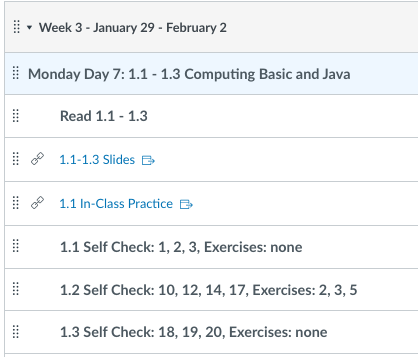 Week 3 - January 29 - February 2
Monday Day 7: 1.1 - 1.3 Computing Basic and Java
Read 1.1 - 1.3
1.1-1.3 Slides
1.1 In-Class Practice
1.1 Self Check: 1, 2, 3, Exercises: none
1.2 Self Check: 10, 12, 14, 17, Exercises: 2, 3, 5
1.3 Self Check: 18, 19, 20, Exercises: none